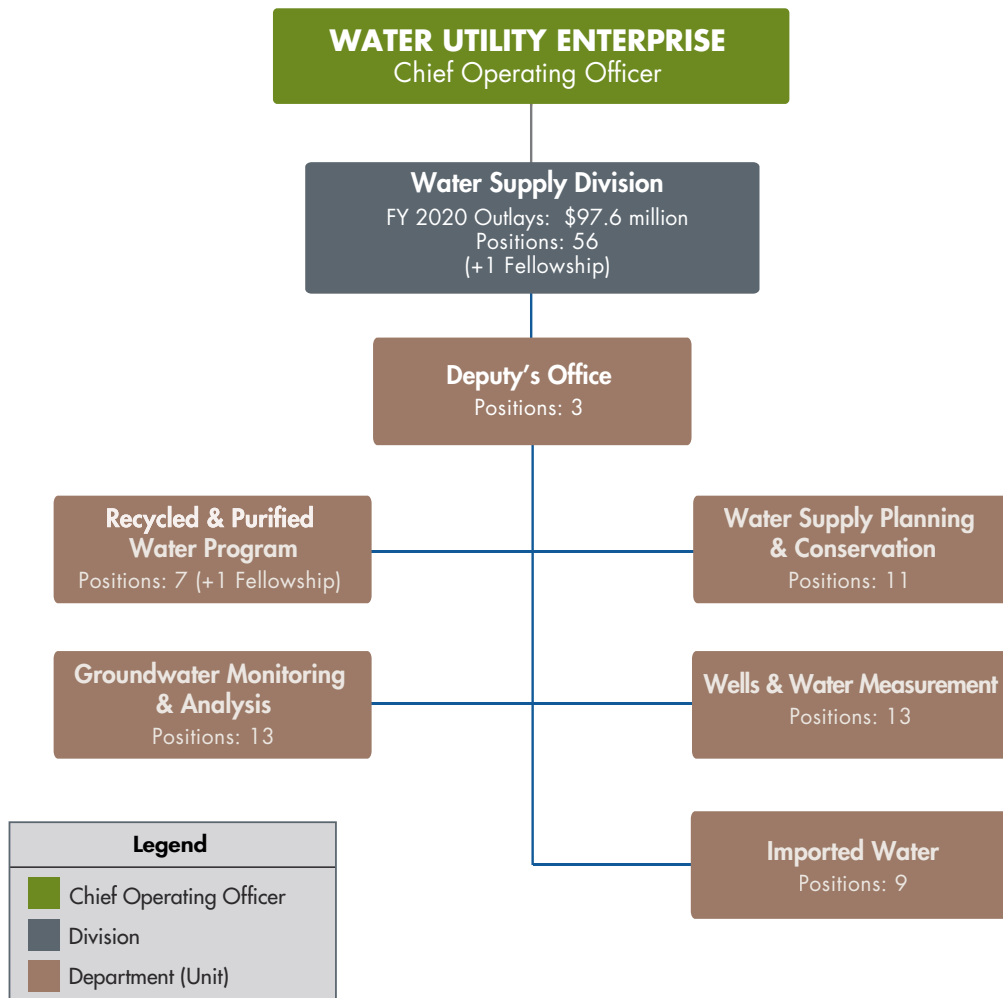 WATER UTILITY ENTERPRISE
Chief Operating Officer
Water Supply Division
FY 2020 Outlays: $97.6 million
Positions: 56
(+1 Fellowship)
Deputy’s Office
Positions: 3
Recycled & Purified
Water Program
Positions: 7 (+1 Fellowship)
Water Supply Planning
& Conservation
Positions: 11
Groundwater Monitoring
& Analysis
Positions: 13
Wells & Water Measurement
Positions: 13
Imported Water
Positions: 9
Legend
Chief Operating Officer
Division
Department (Unit)